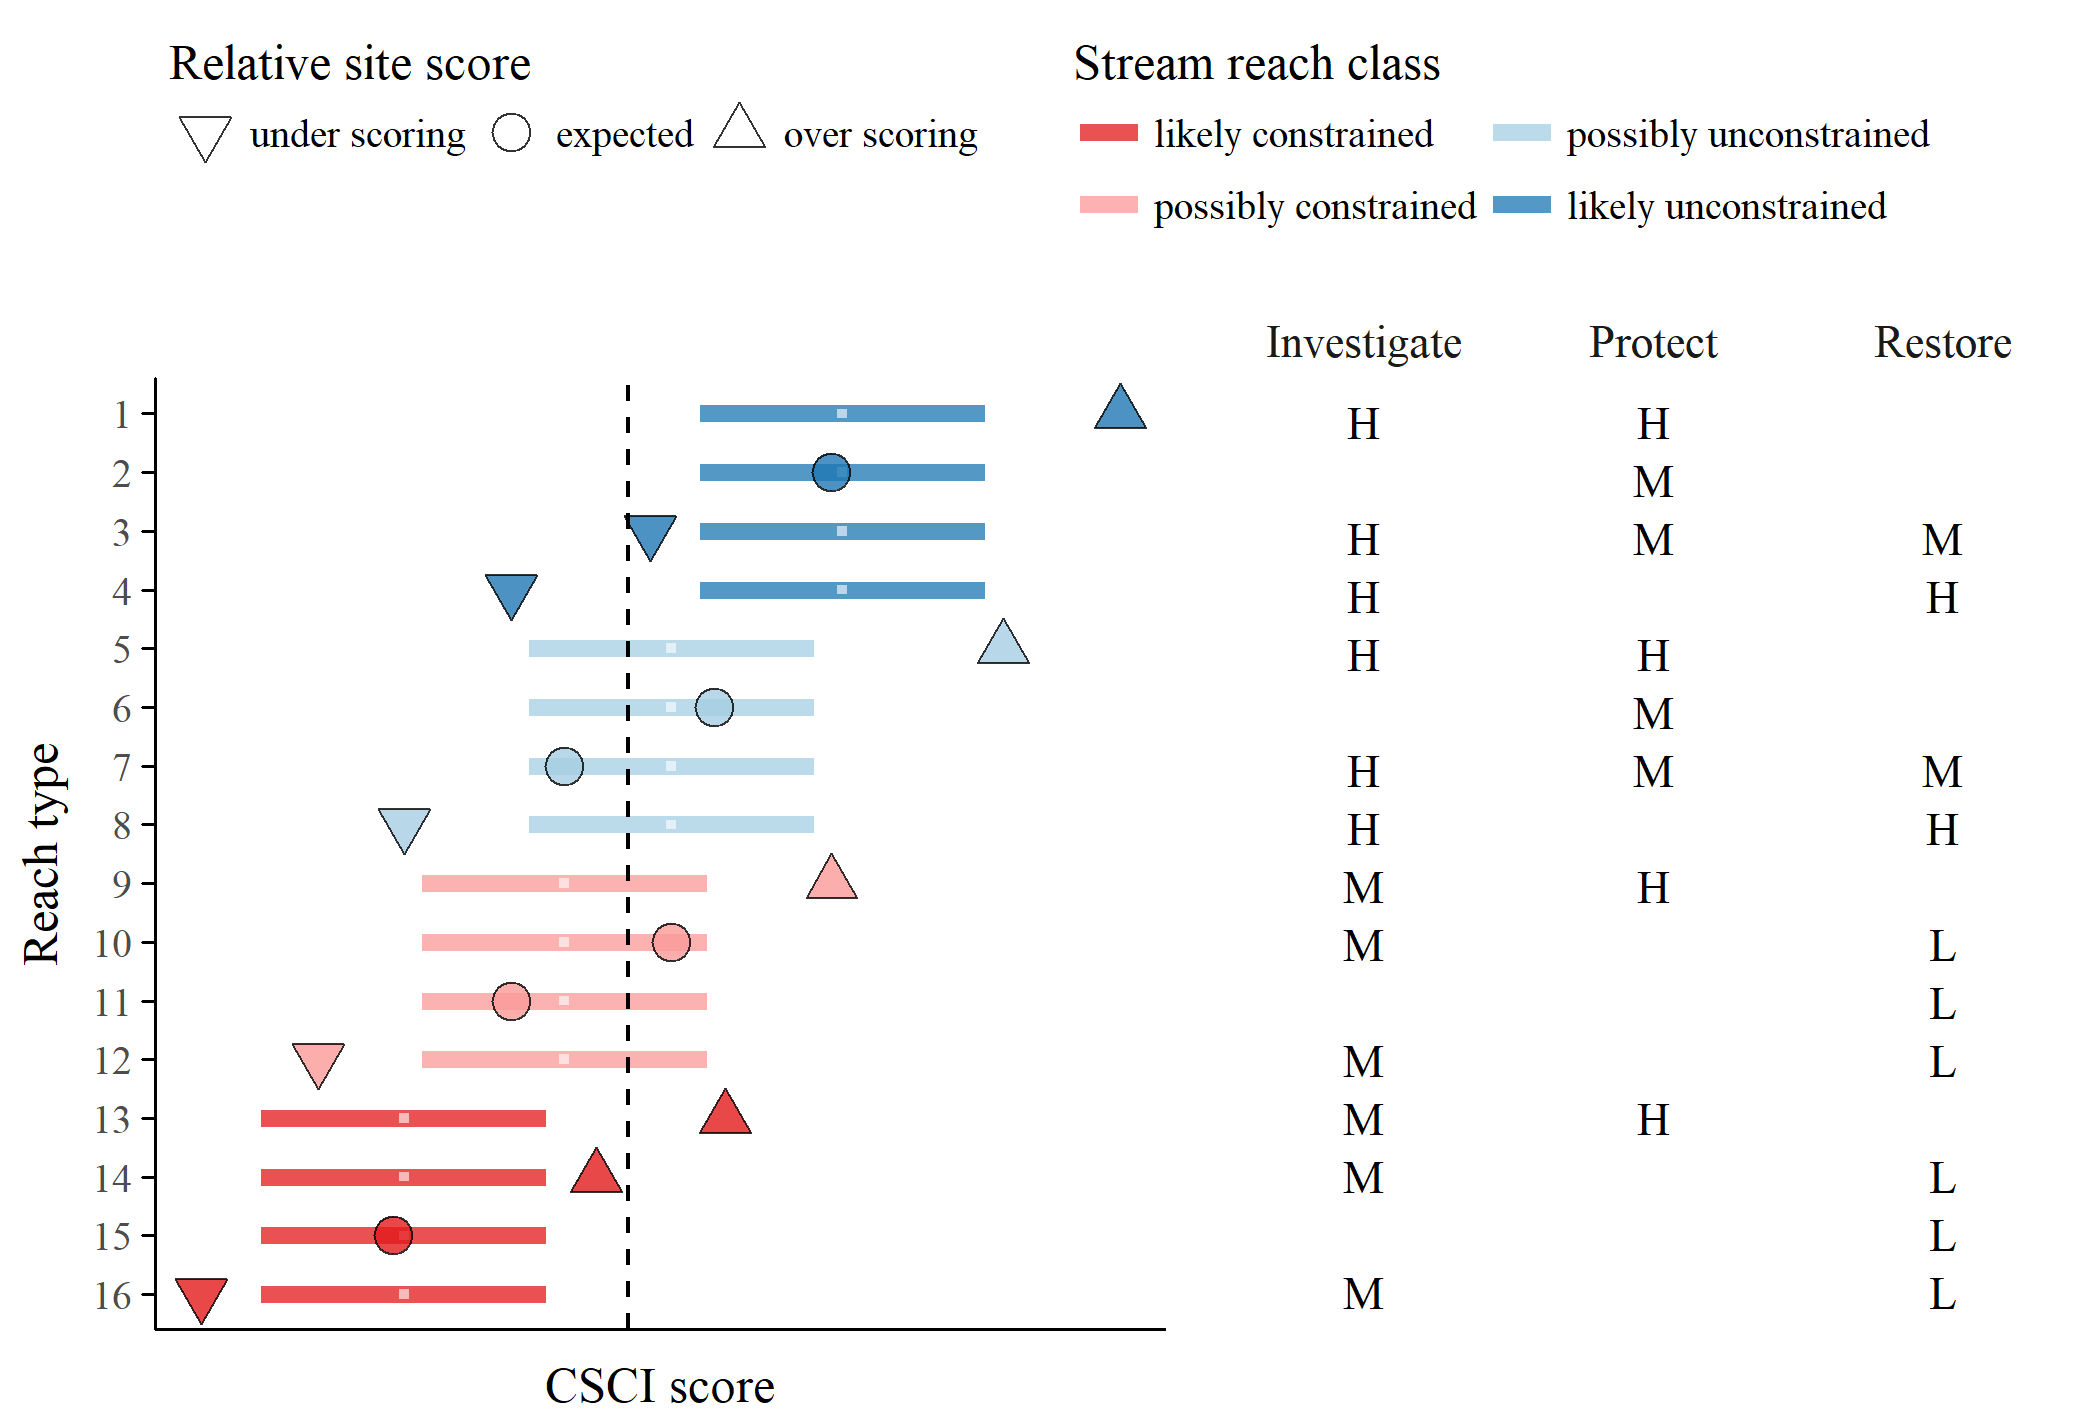 Relative site score
under scoring expected over scoring
Stream reach class
likely constrained possibly unconstrained
possibly constrained likely unconstrained
Investigate Protect Restore
1 H H
2 M
3 H M M
4 H H
5 H H
6 M
7 H M M
8 H H
9 M H
10 M L
11 L
12 M L
13 M H
14 M L
15 L
16 M L
Reach type
CSCI score